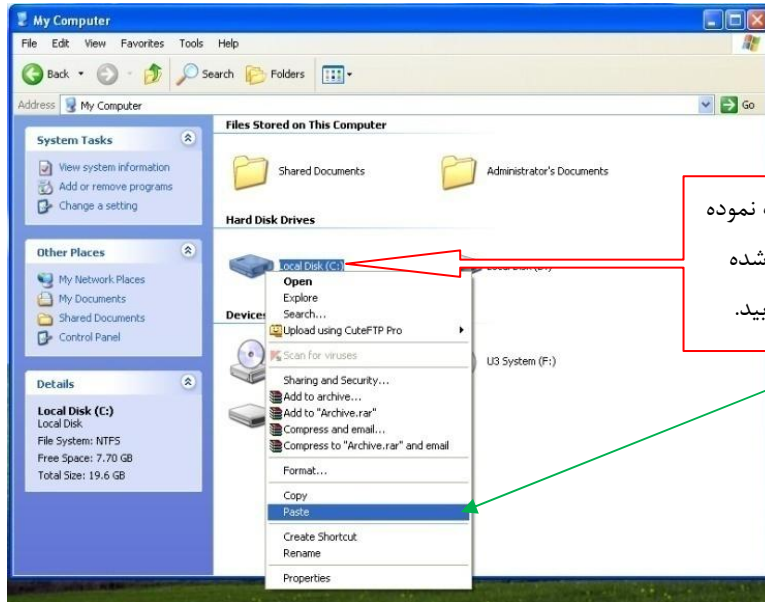 My Computer
File Edit View Favorites Tools Help
Back Search Folders
Address My Computer Go
System Tasks
View system information
Add or remove programs
Change a setting
Other Places
My Network Places
My Documents
Shared Documents
Control Panel
Details
Local Disk (C:)
Local Disk
File System: NTFS
Free Space: 7.70 GB
Total Size: 19.6 GB
Files Stored on This Computer
Shared Documents Administrator's Documents
Hard Disk Drives
Local Disk (C:)
Devices
U3 System (F:)
Open
Explore
Search...
Upload using CuteFTP Pro
Scan for viruses
Sharing and Security...
Add to archive...
Add to "Archive.rar"
Compress and email...
Compress to "Archive.rar" and email
Format...
Copy
Paste
Create Shortcut
Rename
Properties
نموده
شده